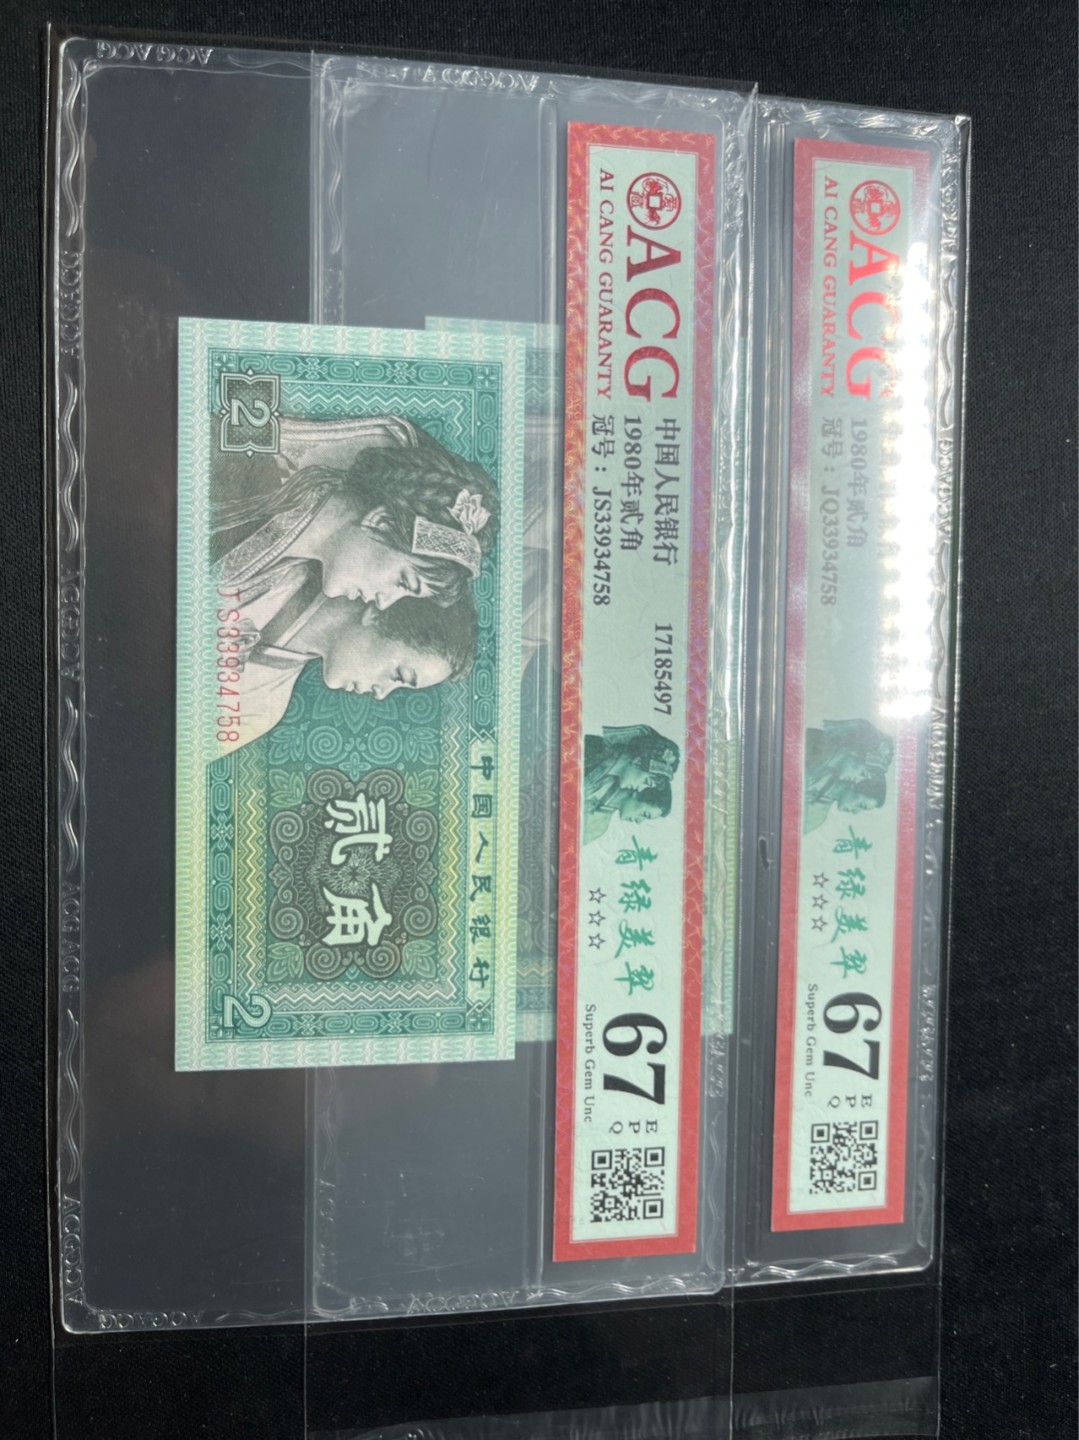 ACG
AI CANG GUARANTY
中国人民银行
1980年贰角
冠号：JS33934758
17185497
青绿美翠
☆☆☆
67
EPQ
Superb Gem Unc
ACG
AI CANG GUARANTY
1980年贰角
冠号：JQ33934758
青绿美翠
☆☆☆
67
EPQ
Superb Gem Unc
中国人民银行
贰角
2
2
JS33934758